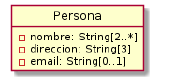 Persona
nombre: String[2..*]
direccion: String[3]
email: String[0..1]